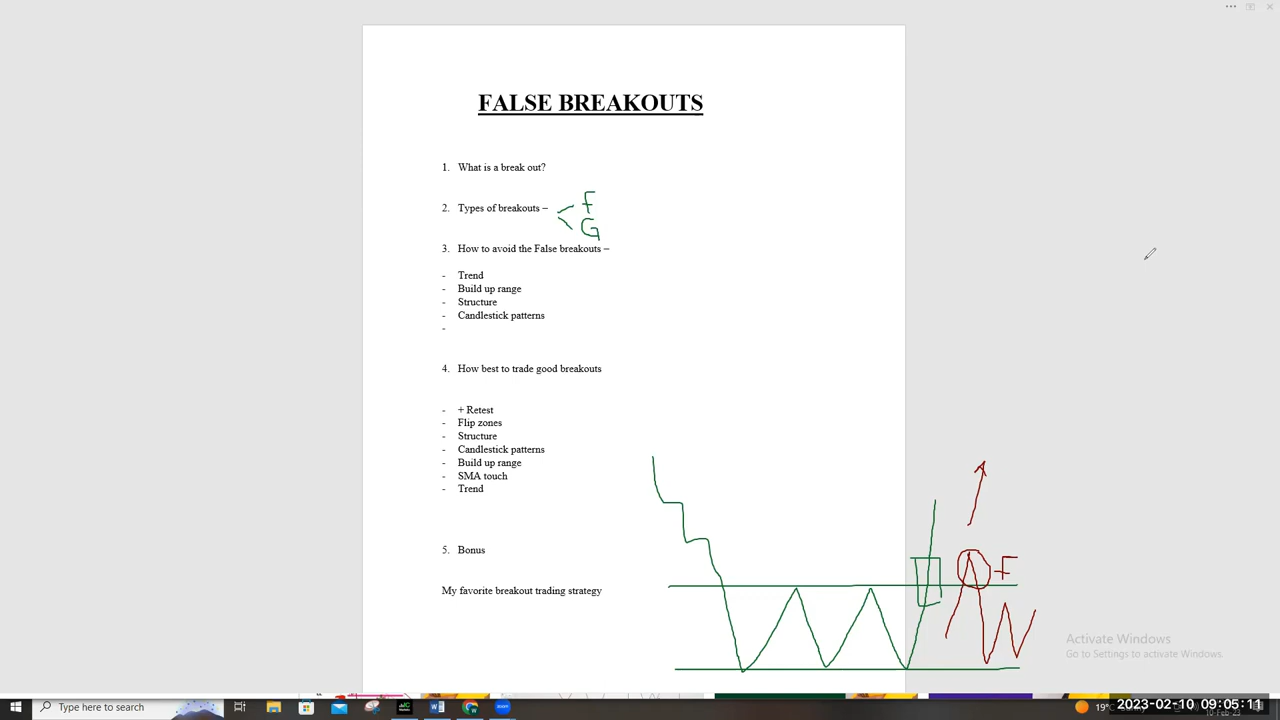 FALSE BREAKOUTS
1. What is a break out?
2. Types of breakouts –
F
G
3. How to avoid the False breakouts –
- Trend
- Build up range
- Structure
- Candlestick patterns
-
4. How best to trade good breakouts
- + Retest
- Flip zones
- Structure
- Candlestick patterns
- Build up range
- SMA touch
- Trend
5. Bonus
My favorite breakout trading strategy
F
Activate Windows
Go to Settings to activate Windows.
Type here to search
19°
2023-02-10 09:05:11